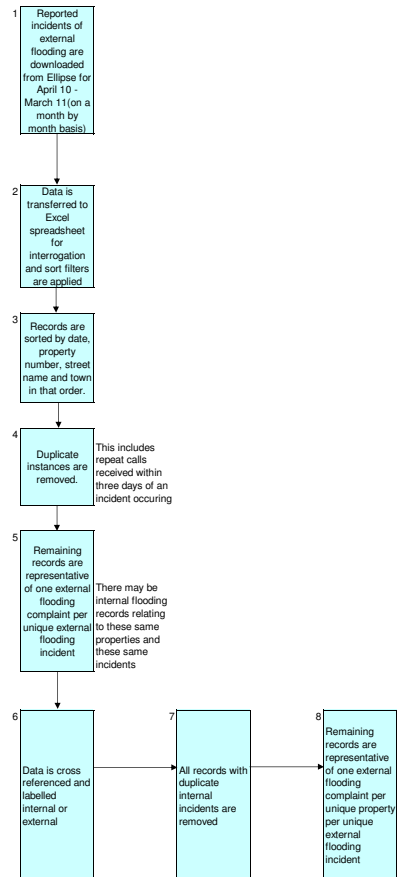 1
Reported
incidents of
external
flooding are
downloaded
from Ellipse for
April 10 -
March 11(on a
month by
month basis)
2
Data is
transferred to
Excel
spreadsheet
for
interrogation
and sort filters
are applied
3
Records are
sorted by date,
property
number, street
name and town
in that order.
4
Duplicate
instances are
removed.
This includes
repeat calls
received within
three days of an
incident occuring
5
Remaining
records are
representative
of one external
flooding
complaint per
unique external
flooding
incident
There may be
internal flooding
records relating
to these same
properties and
these same
incidents
6
Data is cross
referenced and
labelled
internal or
external
7
All records with
duplicate
internal
incidents are
removed
8
Remaining
records are
representative
of one external
flooding
complaint per
unique property
per unique
external
flooding
incident